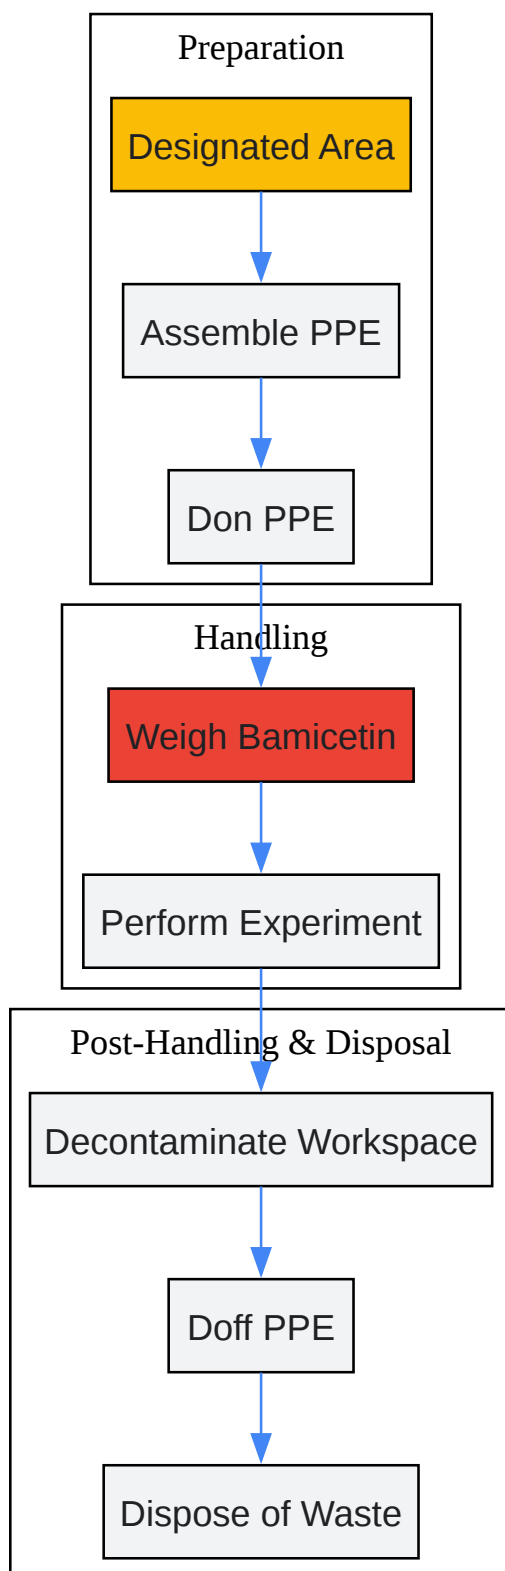 Preparation
Designated Area
Assemble PPE
Don PPE
Handling
Weigh Bamicetin
Perform Experiment
Post-Handling & Disposal
Decontaminate Workspace
Doff PPE
Dispose of Waste